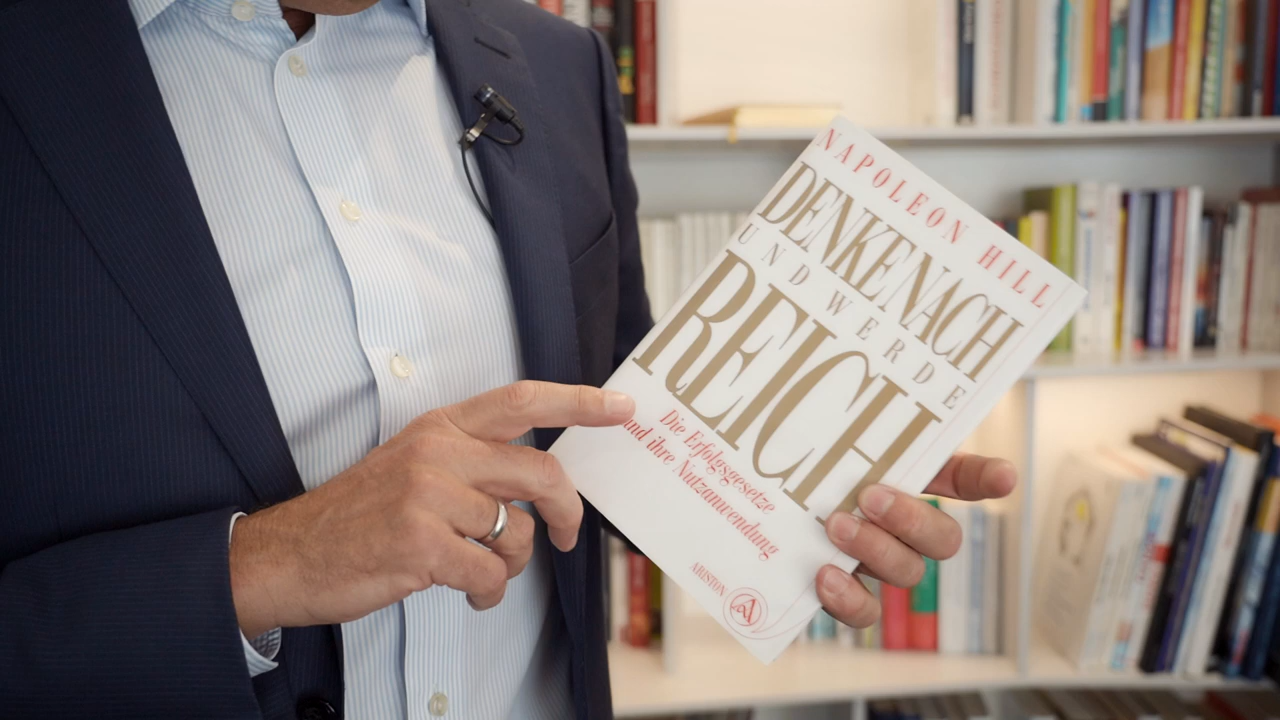 NAPOLEON HILL
DENKE NACH
UND WERDE
REICH
Die Erfolgsgesetze
und ihre Nutzanwendung
ARISTON